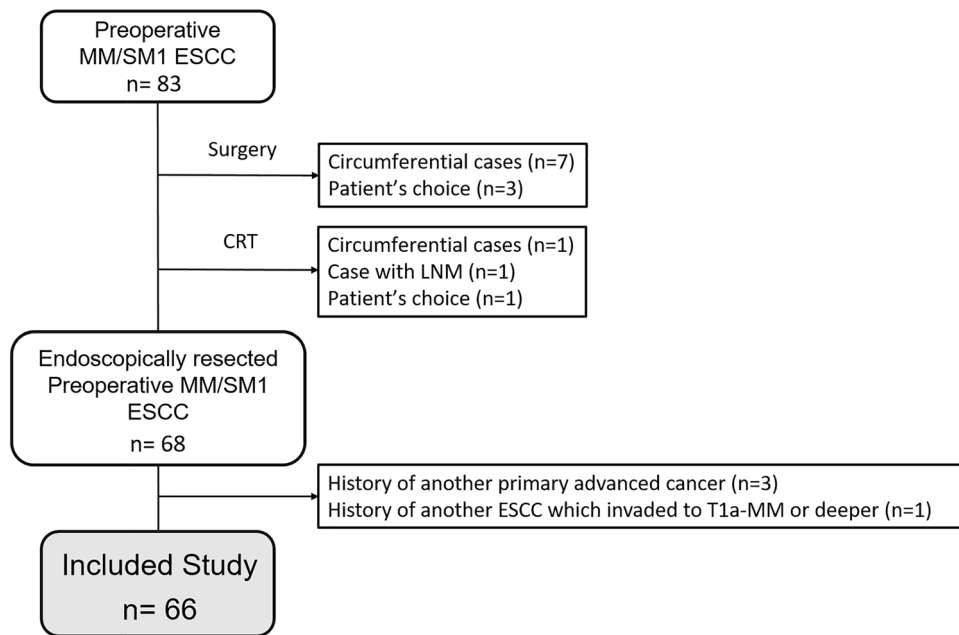 Preoperative
MM/SM1 ESCC
n= 83
Surgery
Circumferential cases (n=7)
Patient’s choice (n=3)
CRT
Circumferential cases (n=1)
Case with LNM (n=1)
Patient’s choice (n=1)
Endoscopically resected
Preoperative MM/SM1
ESCC
n= 68
History of another primary advanced cancer (n=3)
History of another ESCC which invaded to T1a-MM or deeper (n=1)
Included Study
n= 66